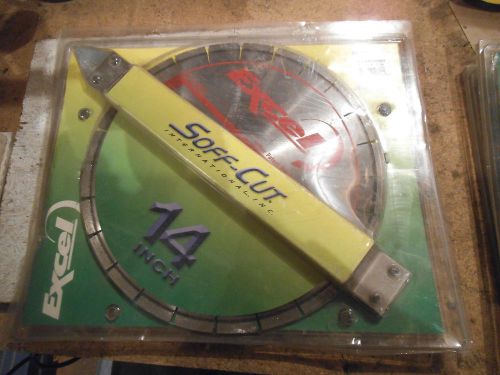 Excel
SOFF-CUT
INTERNATIONAL, INC.
14
INCH
Excel